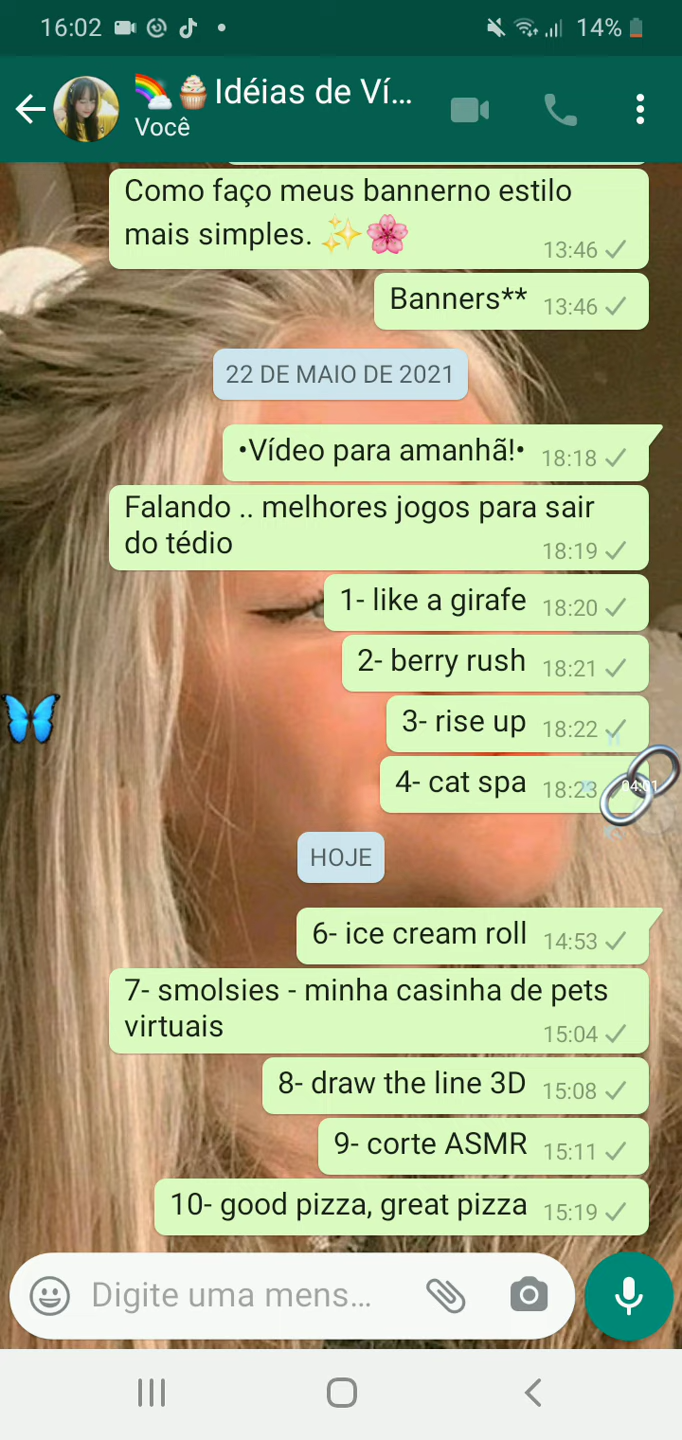 16:02 14%
Idéias de Ví...
Você
Como faço meus bannerno estilo
mais simples. ✨🌸 13:46
Banners** 13:46
22 DE MAIO DE 2021
•Vídeo para amanhã!• 18:18
Falando .. melhores jogos para sair
do tédio 18:19
1- like a girafe 18:20
2- berry rush 18:21
3- rise up 18:22
4- cat spa 18:23
04:01
HOJE
6- ice cream roll 14:53
7- smolsies - minha casinha de pets
virtuais 15:04
8- draw the line 3D 15:08
9- corte ASMR 15:11
10- good pizza, great pizza 15:19
Digite uma mens...